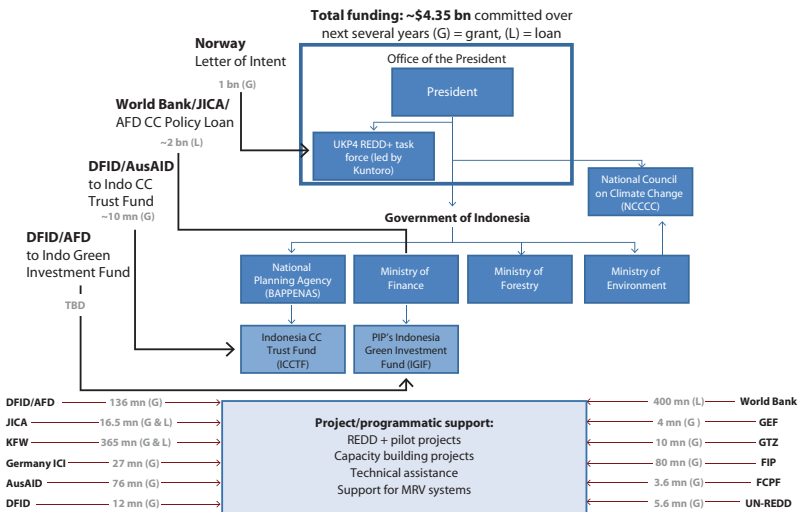 Total funding: ~$4.35 bn committed over
next several years (G) = grant, (L) = loan
Norway
Letter of Intent
1 bn (G)
World Bank/JICA/
AFD CC Policy Loan
~2 bn (L)
DFID/AusAID
to Indo CC
Trust Fund
~10 mn (G)
DFID/AFD
to Indo Green
Investment Fund
TBD
Office of the President
President
UKP4 REDD+ task
force (led by
Kuntoro)
National Council
on Climate Change
(NCCCC)
Government of Indonesia
National
Planning Agency
(BAPPENAS)
Ministry of
Finance
Ministry of
Forestry
Ministry of
Environment
Indonesia CC
Trust Fund
(ICCTF)
PIP's Indonesia
Green Investment
Fund (IGIF)
DFID/AFD 136 mn (G)
JICA 16.5 mn (G & L)
KFW 365 mn (G & L)
Germany ICI 27 mn (G)
AusAID 76 mn (G)
DFID 12 mn (G)
Project/programmatic support:
REDD + pilot projects
Capacity building projects
Technical assistance
Support for MRV systems
400 mn (L) World Bank
4 mn (G ) GEF
10 mn (G) GTZ
80 mn (G) FIP
3.6 mn (G) FCPF
5.6 mn (G) UN-REDD